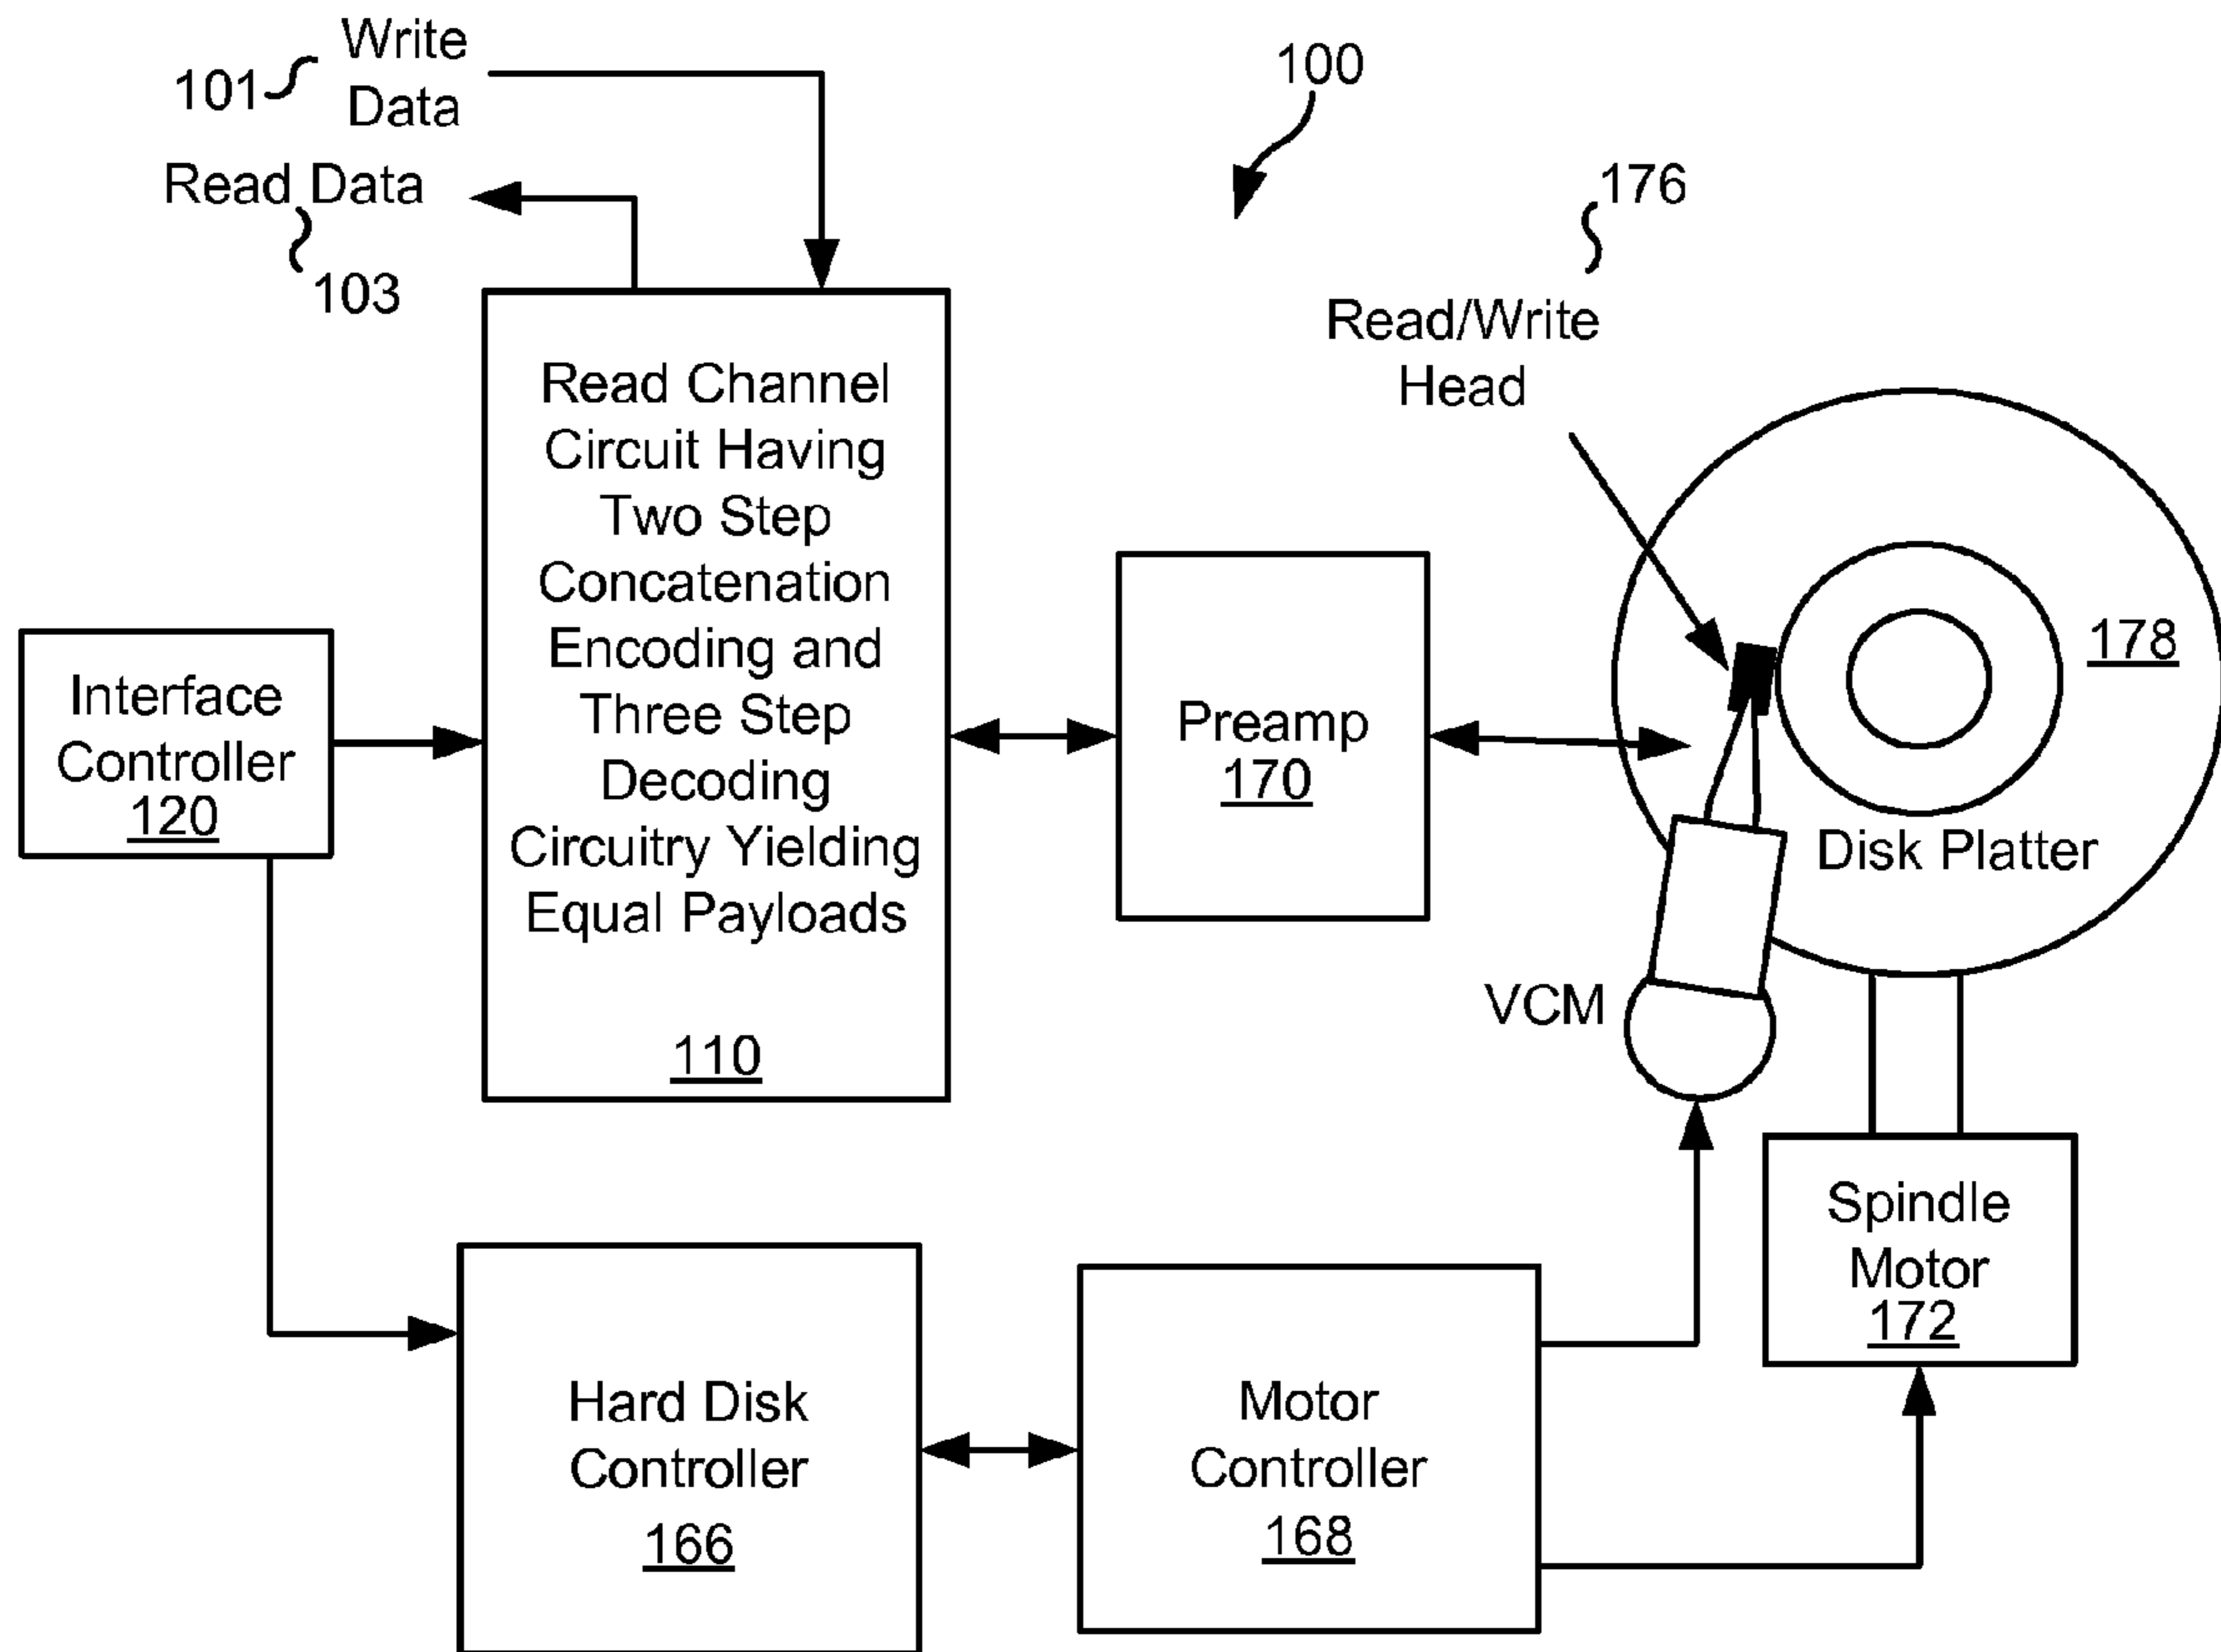 101
Write
Data
Read Data
103
100
176
Read/Write
Head
Read Channel
Circuit Having
Two Step
Concatenation
Encoding and
Three Step
Decoding
Circuitry Yielding
Equal Payloads
110
Interface
Controller
120
Preamp
170
178
Disk Platter
VCM
Spindle
Motor
172
Hard Disk
Controller
166
Motor
Controller
168